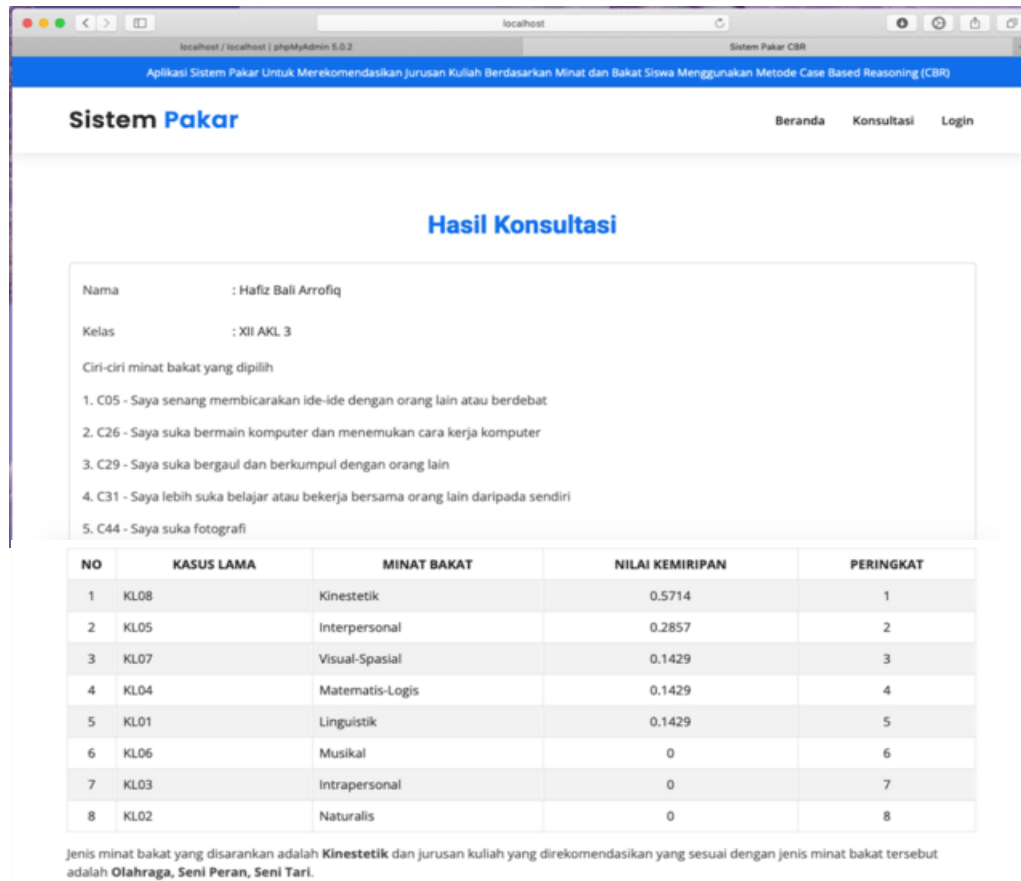 localhost
localhost / localhost | phpMyAdmin 5.0.2
Sistem Pakar CBR
Aplikasi Sistem Pakar Untuk Merekomendasikan Jurusan Kuliah Berdasarkan Minat dan Bakat Siswa Menggunakan Metode Case Based Reasoning (CBR)
Sistem Pakar
Beranda Konsultasi Login
Hasil Konsultasi
Nama : Hafiz Bali Arrofiq
Kelas : XII AKL 3
Ciri-ciri minat bakat yang dipilih
1. C05 - Saya senang membicarakan ide-ide dengan orang lain atau berdebat
2. C26 - Saya suka bermain komputer dan menemukan cara kerja komputer
3. C29 - Saya suka bergaul dan berkumpul dengan orang lain
4. C31 - Saya lebih suka belajar atau bekerja bersama orang lain daripada sendiri
5. C44 - Saya suka fotografi
NO KASUS LAMA MINAT BAKAT NILAI KEMIRIPAN PERINGKAT
1 KL08 Kinestetik 0.5714 1
2 KL05 Interpersonal 0.2857 2
3 KL07 Visual-Spasial 0.1429 3
4 KL04 Matematis-Logis 0.1429 4
5 KL01 Linguistik 0.1429 5
6 KL06 Musikal 0 6
7 KL03 Intrapersonal 0 7
8 KL02 Naturalis 0 8
Jenis minat bakat yang disarankan adalah Kinestetik dan jurusan kuliah yang direkomendasikan yang sesuai dengan jenis minat bakat tersebut
adalah Olahraga, Seni Peran, Seni Tari.